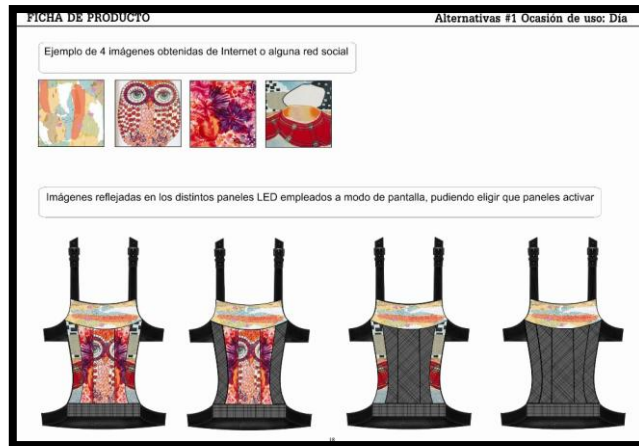 FICHA DE PRODUCTO
Alternativas #1 Ocasión de uso: Día
Ejemplo de 4 imágenes obtenidas de Internet o alguna red social
Imágenes reflejadas en los distintos paneles LED empleados a modo de pantalla, pudiendo eligir que paneles activar